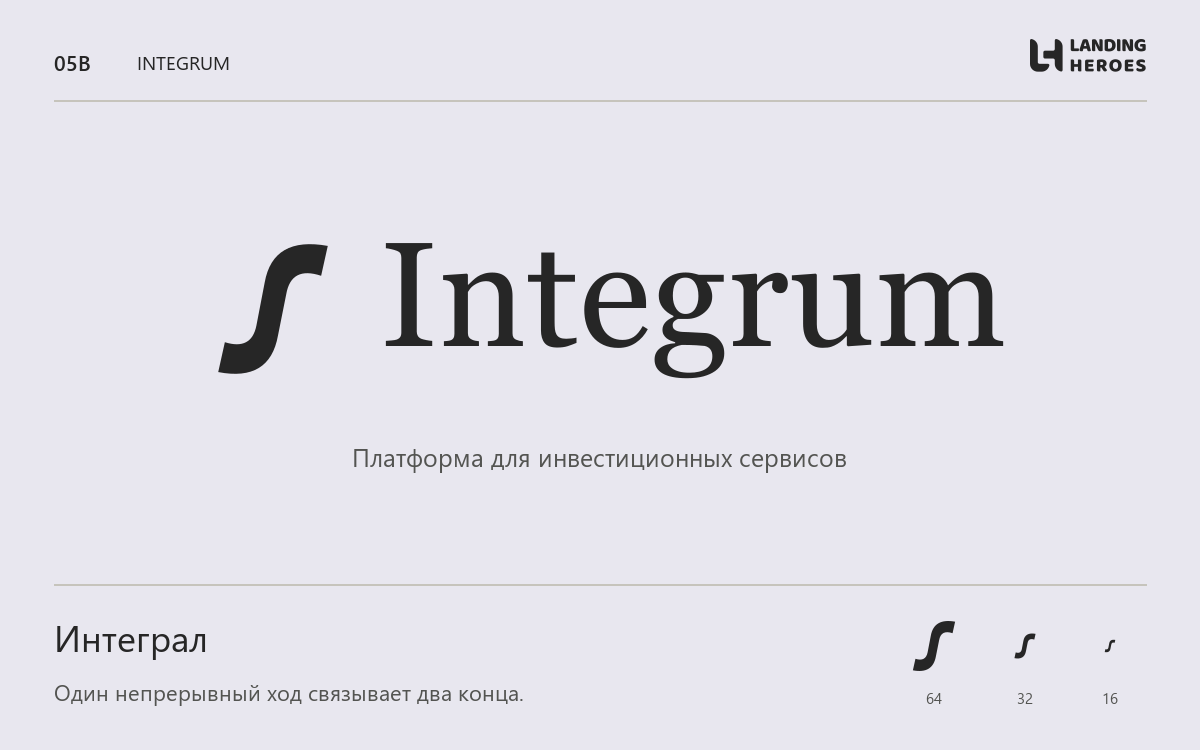 05B INTEGRUM
LANDING
HEROES
Integrum
Платформа для инвестиционных сервисов
Интеграл
Один непрерывный ход связывает два конца.
64 32 16